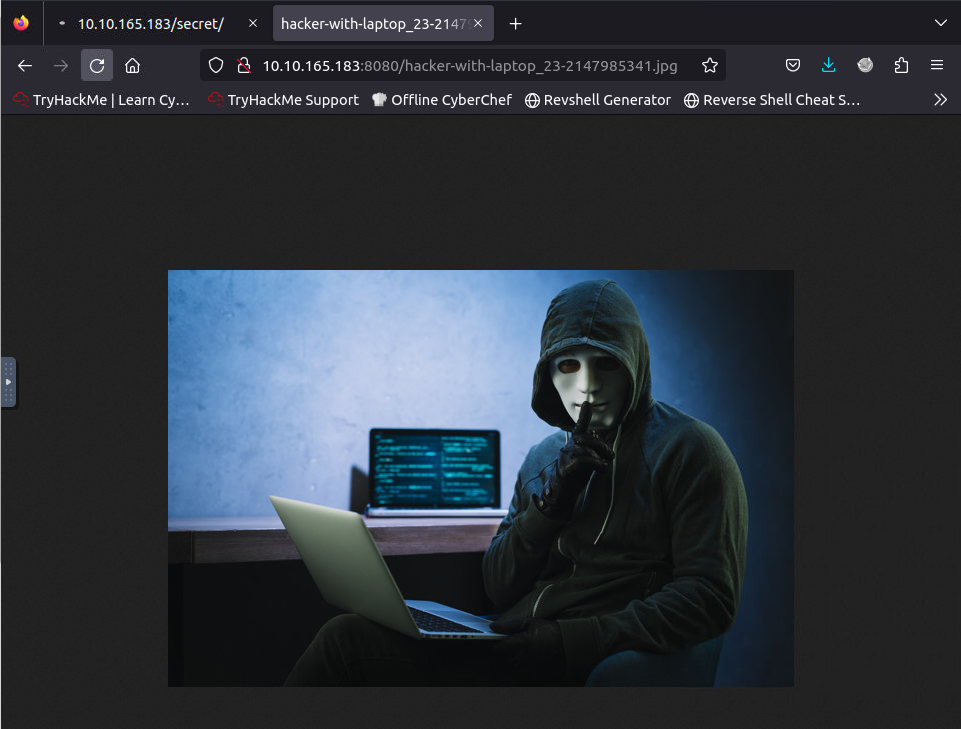 10.10.165.183/secret/
hacker-with-laptop_23-21479
10.10.165.183:8080/hacker-with-laptop_23-2147985341.jpg
TryHackMe | Learn Cy… TryHackMe Support Offline CyberChef Revshell Generator Reverse Shell Cheat S…